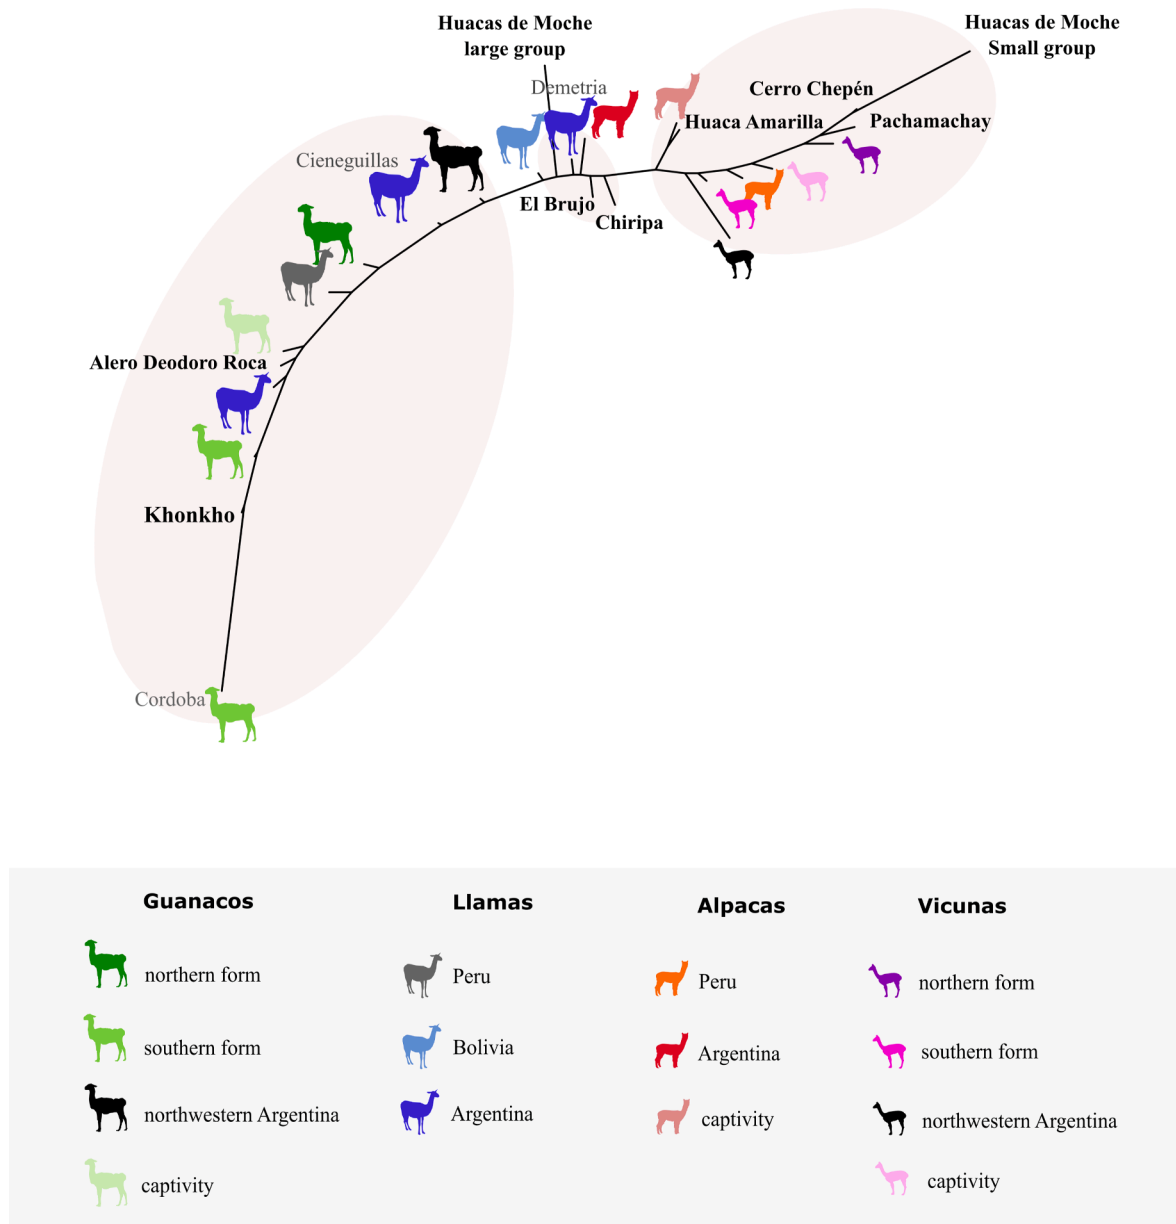 Huacas de Moche
large group
Huacas de Moche
Small group
Demetria
Cerro Chepén
Huaca Amarilla
Pachamachay
Cieneguillas
El Brujo
Chiripa
Alero Deodoro Roca
Khonkho
Cordoba
Guanacos
Llamas
Alpacas
Vicunas
northern form
Peru
Peru
northern form
southern form
Bolivia
Argentina
southern form
northwestern Argentina
Argentina
captivity
northwestern Argentina
captivity
captivity